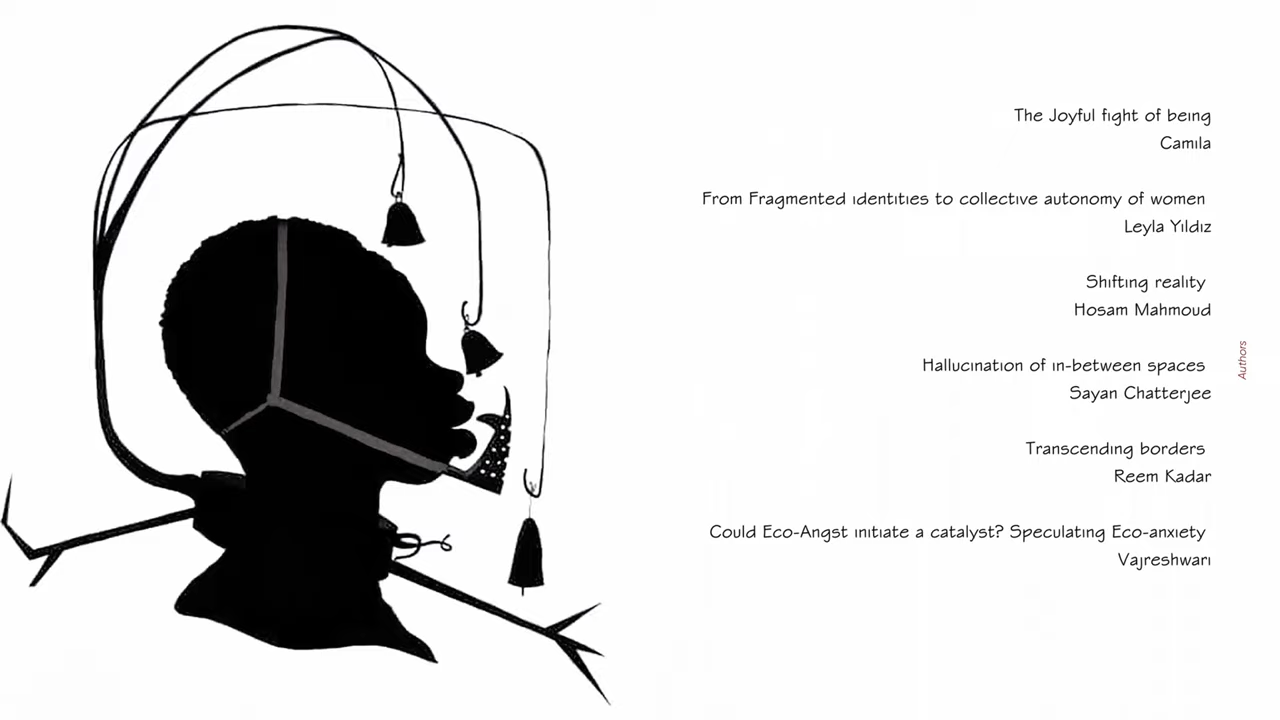 The Joyful fight of being
Camila
From Fragmented identities to collective autonomy of women
Leyla Yildiz
Shifting reality
Hosam Mahmoud
Hallucination of in-between spaces
Sayan Chatterjee
Transcending borders
Reem Kadar
Could Eco-Angst initiate a catalyst? Speculating Eco-anxiety
Vajreshwari
Authors